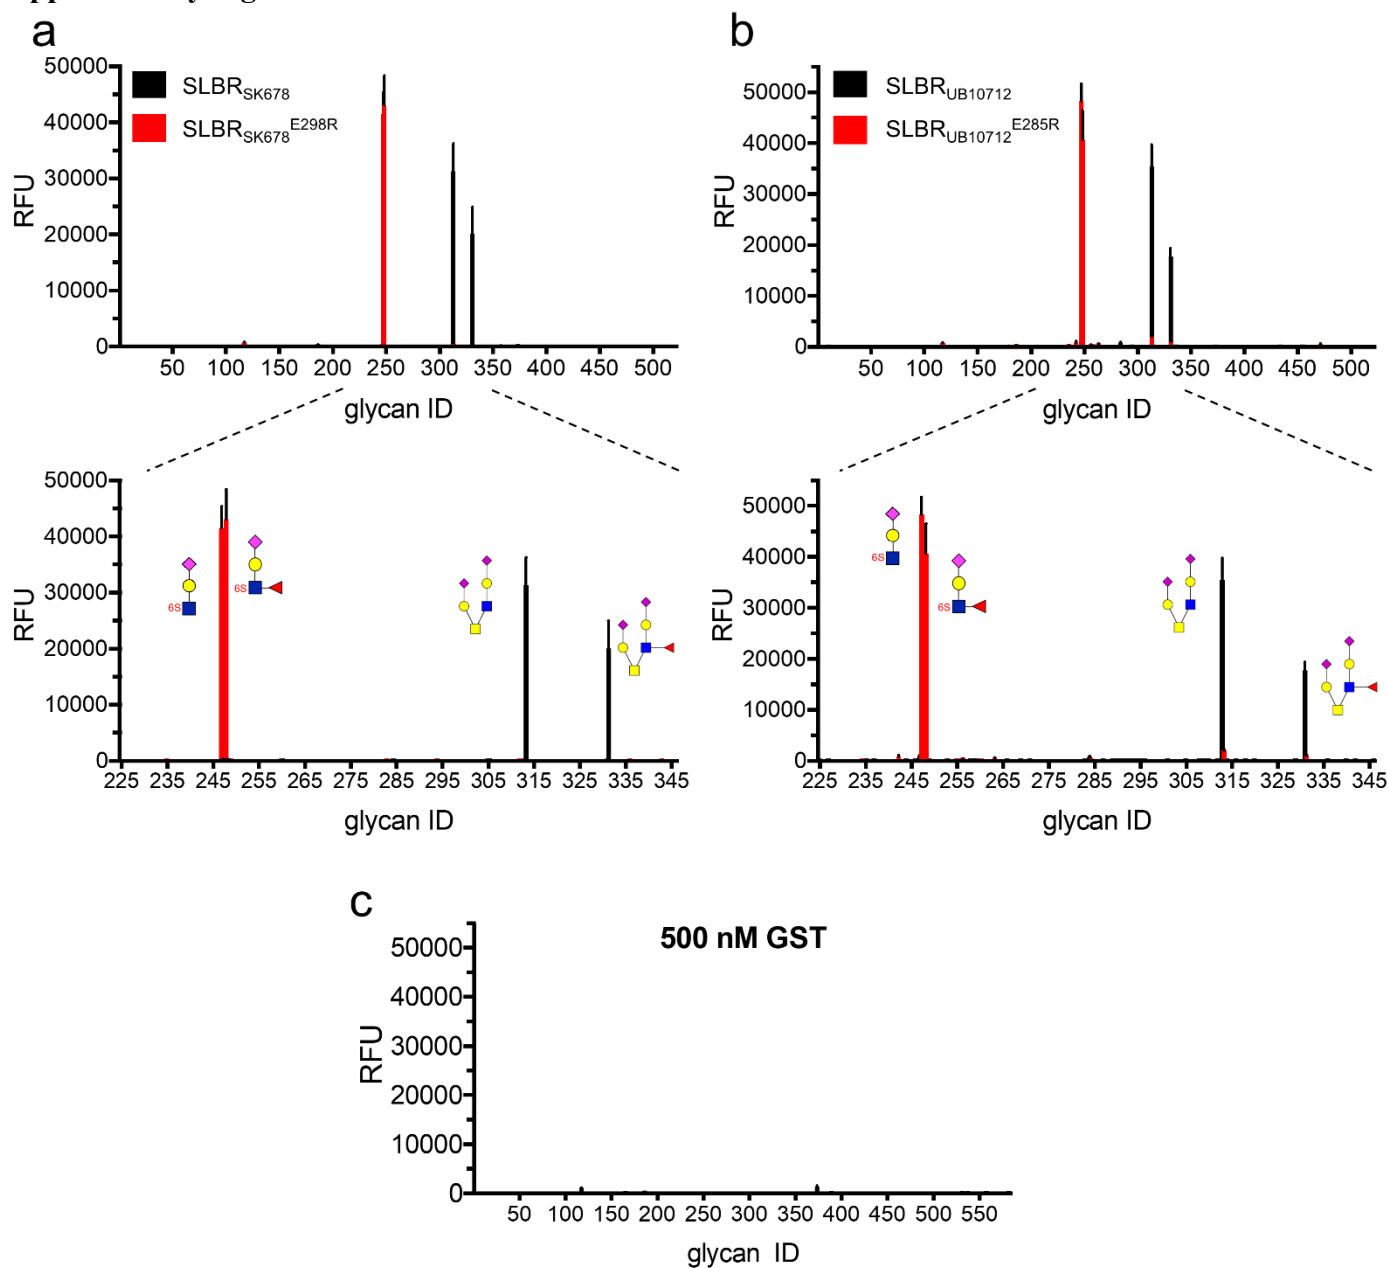 a
50000
40000
30000
20000
10000
0
RFU
SLBRSK678
SLBRSK678E298R
50 100 150 200 250 300 350 400 450 500
glycan ID
b
50000
40000
30000
20000
10000
0
RFU
SLBRUB10712
SLBRUB10712E285R
50 100 150 200 250 300 350 400 450 500
glycan ID
50000
40000
30000
20000
10000
0
RFU
6S
6S
225 235 245 255 265 275 285 295 305 315 325 335 345
glycan ID
50000
40000
30000
20000
10000
0
RFU
6S
6S
225 235 245 255 265 275 285 295 305 315 325 335 345
glycan ID
c
500 nM GST
50000
40000
30000
20000
10000
0
RFU
50 100 150 200 250 300 350 400 450 500 550
glycan ID